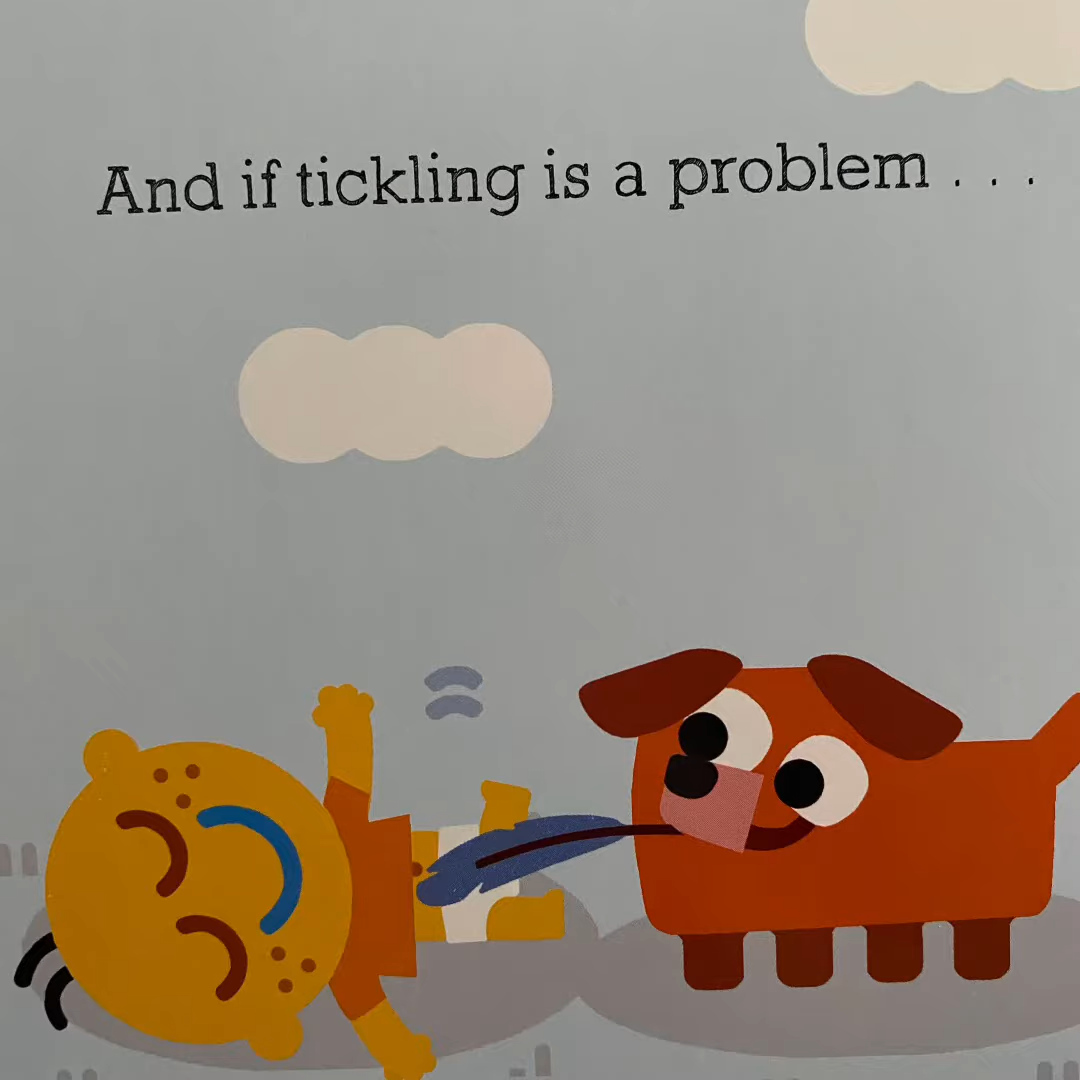 And if tickling is a problem . . .